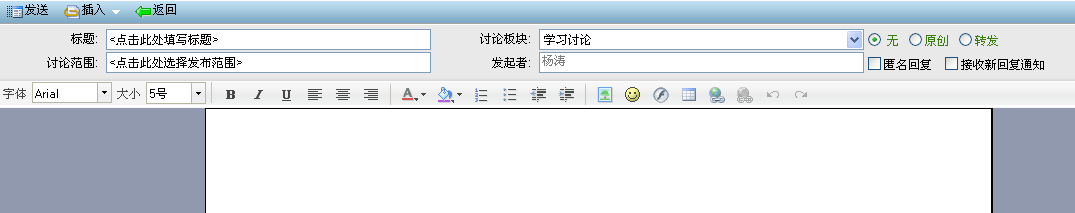 发送 插入 返回
标题: <点击此处填写标题> 讨论板块: 学习讨论 无 原创 转发
讨论范围: <点击此处选择发布范围> 发起者: 杨涛 匿名回复 接收新回复通知
字体 Arial 大小 5号 B I U A